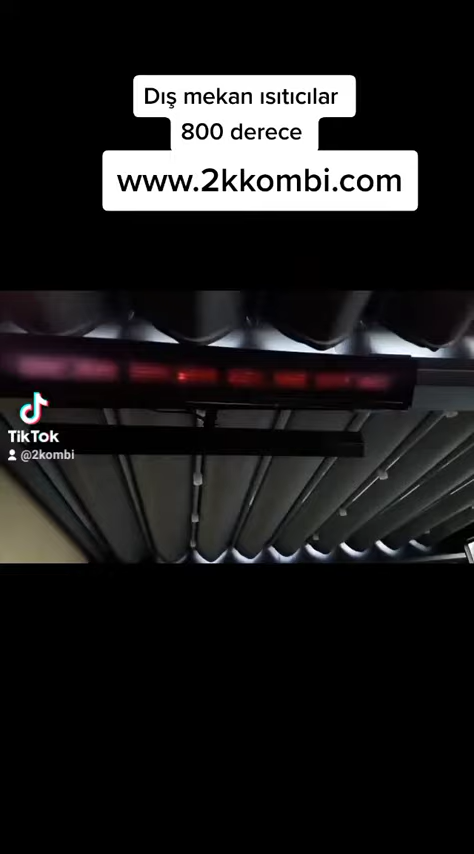 Dış mekan ısıtıcılar
800 derece
www.2kkombi.com
TikTok
@2kombi